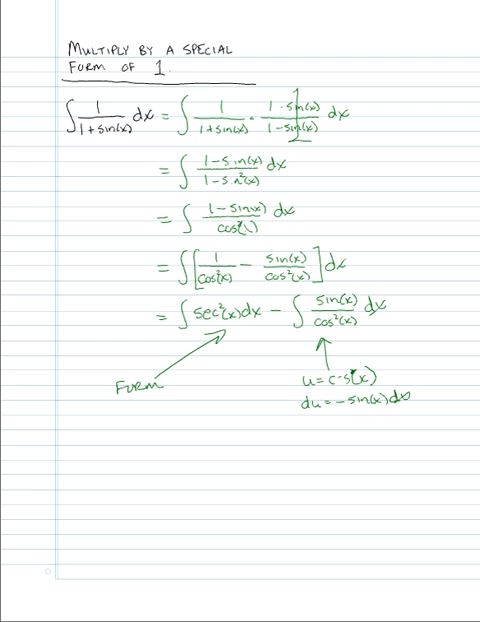 MULTIPLY BY A SPECIAL
FORM OF 1.
∫ 1/(1+sin(x)) dx = ∫ 1/(1+sin(x)) · (1-sin(x))/(1-sin(x)) dx
= ∫ (1-sin(x))/(1-sin²(x)) dx
= ∫ (1-sin(x))/cos²(x) dx
= ∫ [1/cos²(x) - sin(x)/cos²(x)] dx
= ∫ sec²(x) dx - ∫ sin(x)/cos²(x) dx
FORM
u = cos(x)
du = -sin(x) dx